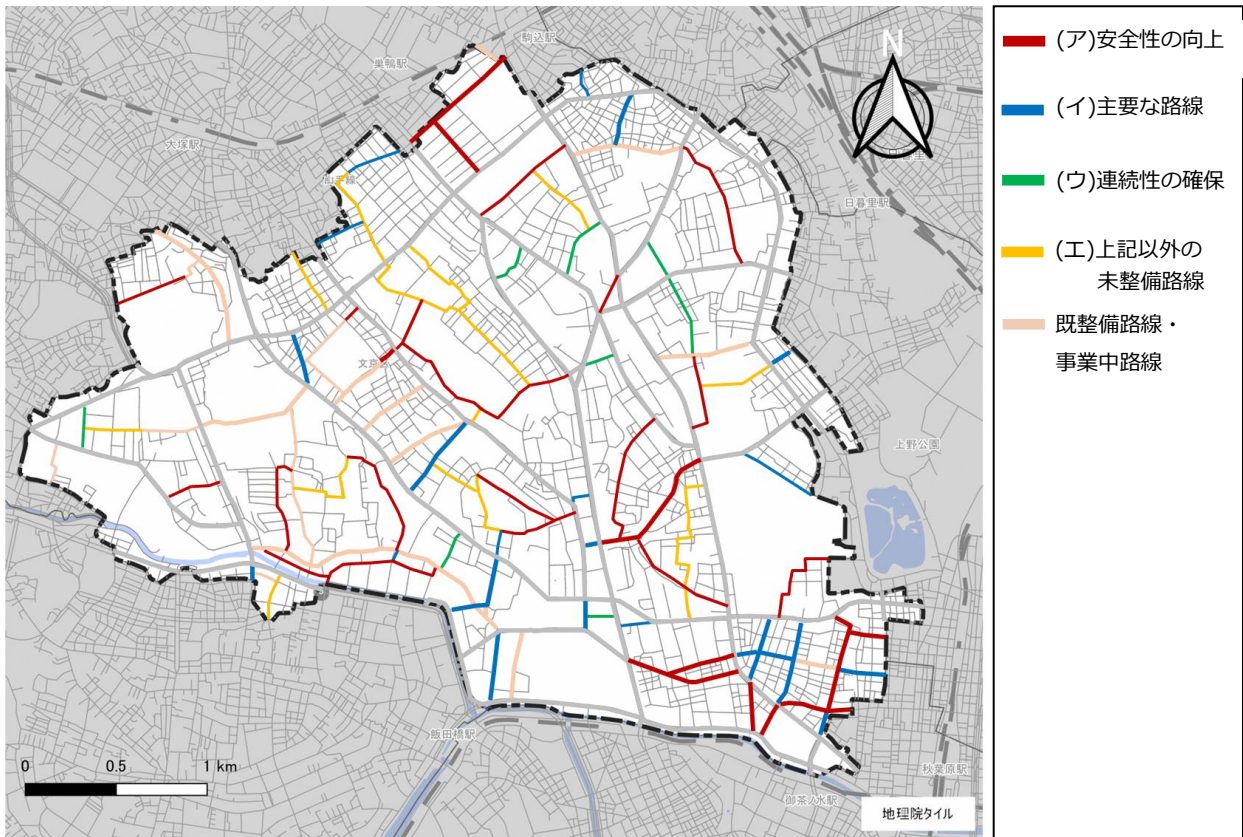 駒込駅
巣鴨駅
N
大塚駅
山手線
日暮里駅
文京区
上野公園
飯田橋駅
秋葉原駅
御茶ノ水駅
0 0.5 1 km
地理院タイル
(ア)安全性の向上
(イ)主要な路線
(ウ)連続性の確保
(エ)上記以外の
未整備路線
既整備路線・
事業中路線